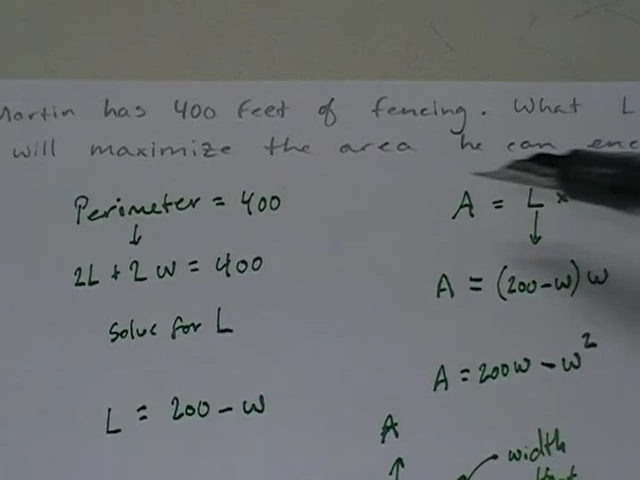 Martin has 400 feet of fencing. What L
will maximize the area he can enc
Perimeter = 400
2L + 2W = 400
Solve for L
L = 200 - W
A = L ×
A = (200-W)W
A = 200W - W²
A
width